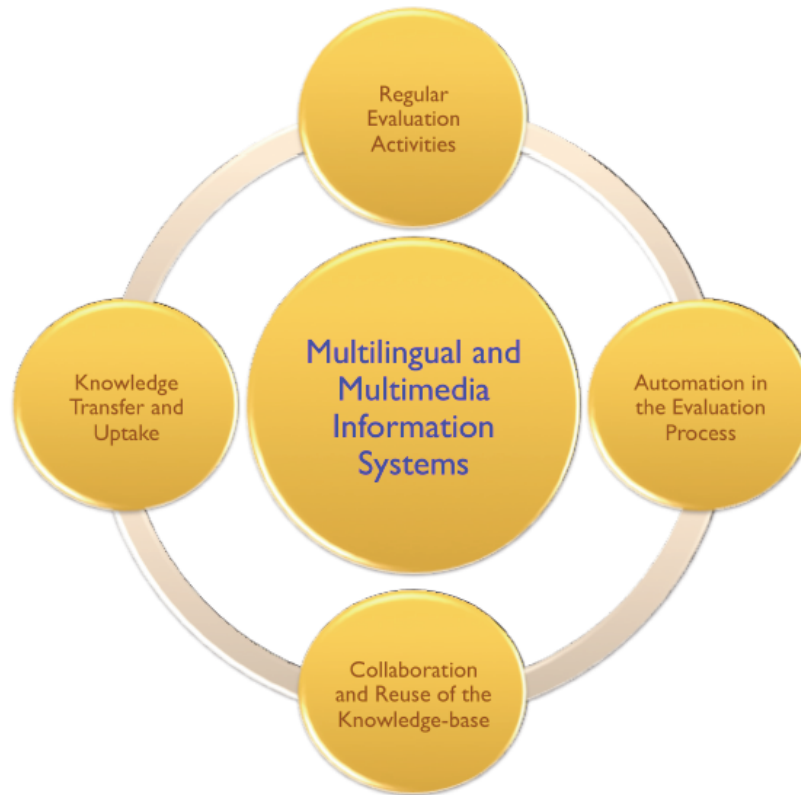 Regular
Evaluation
Activities
Multilingual and
Multimedia
Information
Systems
Knowledge
Transfer and
Uptake
Automation in
the Evaluation
Process
Collaboration
and Reuse of the
Knowledge-base